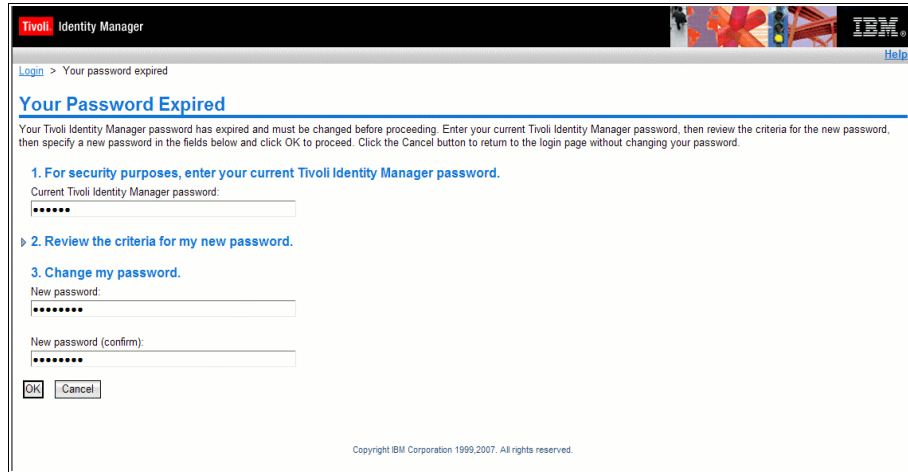 Tivoli. Identity Manager
IBM®
Help
Login > Your password expired
Your Password Expired
Your Tivoli Identity Manager password has expired and must be changed before proceeding. Enter your current Tivoli Identity Manager password, then review the criteria for the new password,
then specify a new password in the fields below and click OK to proceed. Click the Cancel button to return to the login page without changing your password.
1. For security purposes, enter your current Tivoli Identity Manager password.
Current Tivoli Identity Manager password:
••••••
2. Review the criteria for my new password.
3. Change my password.
New password:
••••••••
New password (confirm):
••••••••
OK Cancel
Copyright IBM Corporation 1999,2007. All rights reserved.